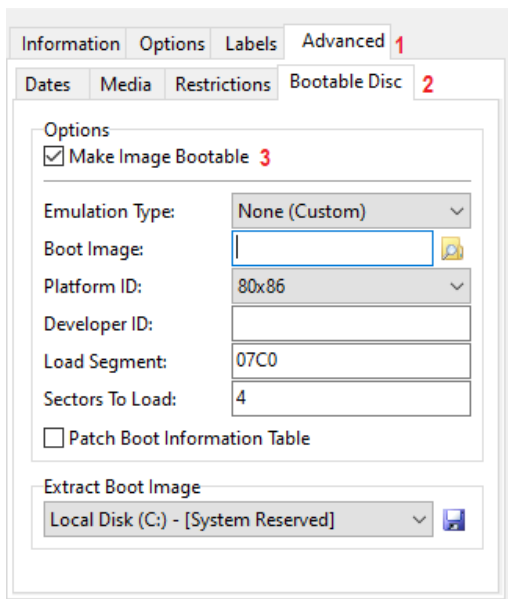 Information Options Labels Advanced 1
Dates Media Restrictions Bootable Disc 2
Options
Make Image Bootable 3
Emulation Type: None (Custom)
Boot Image:
Platform ID: 80x86
Developer ID:
Load Segment: 07C0
Sectors To Load: 4
Patch Boot Information Table
Extract Boot Image
Local Disk (C:) - [System Reserved]